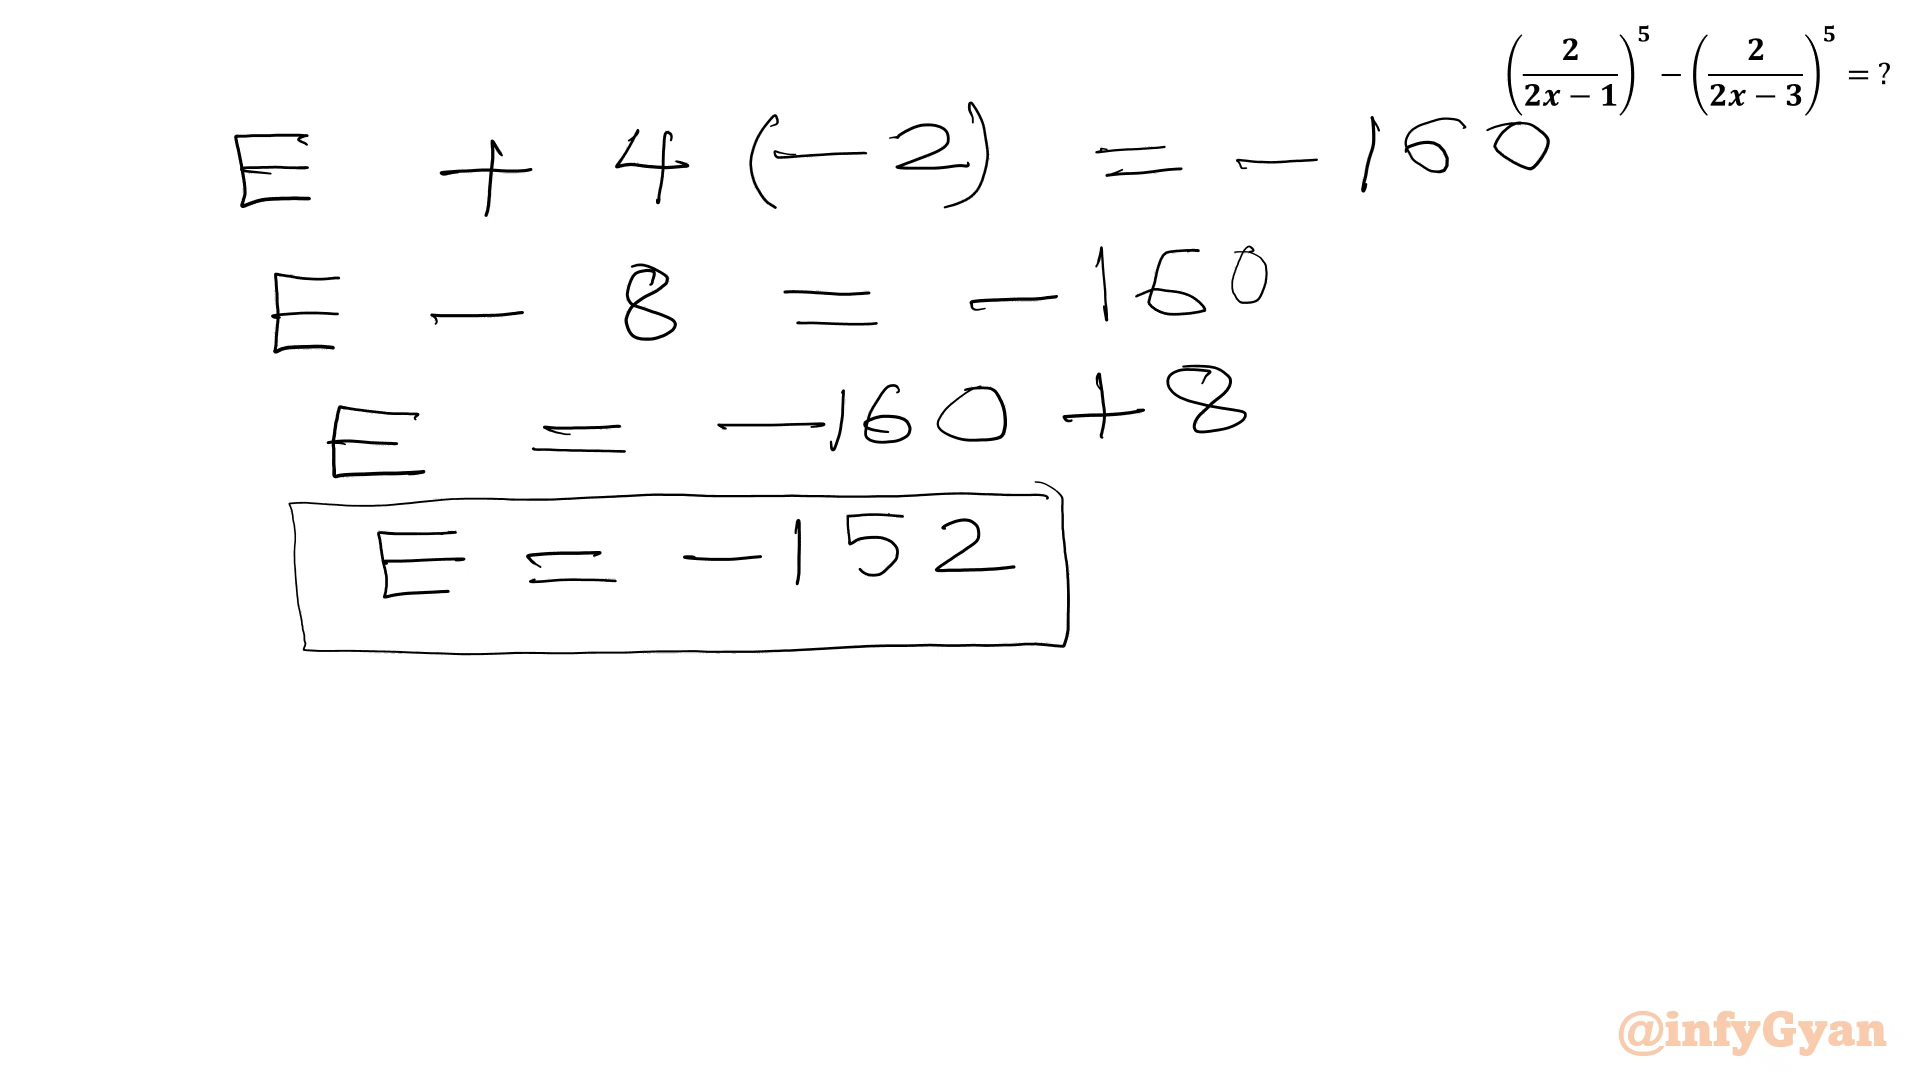 (2/(2x − 1))^5 − (2/(2x − 3))^5 = ?
E + 4 (− 2) = − 160
E − 8 = − 160
E = − 160 + 8
E = − 152
@infyGyan